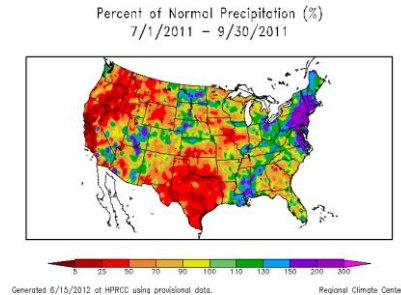 Percent of Normal Precipitation (%)
7/1/2011 – 9/30/2011
5 25 50 70 90 100 110 130 150 200 300
Generated 6/15/2012 at HPRCC using provisional data.
Regional Climate Cente